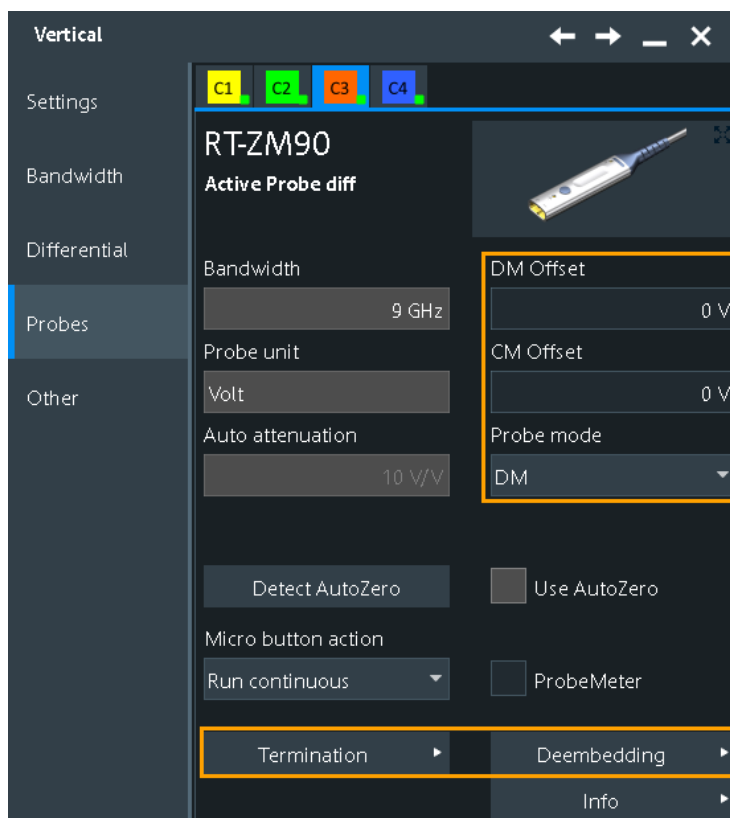 Vertical
Settings
Bandwidth
Differential
Probes
Other
C1 C2 C3 C4
RT-ZM90
Active Probe diff
Bandwidth
9 GHz
Probe unit
Volt
Auto attenuation
10 V/V
DM Offset
0 V
CM Offset
0 V
Probe mode
DM
Detect AutoZero
Use AutoZero
Micro button action
Run continuous
ProbeMeter
Termination
Deembedding
Info